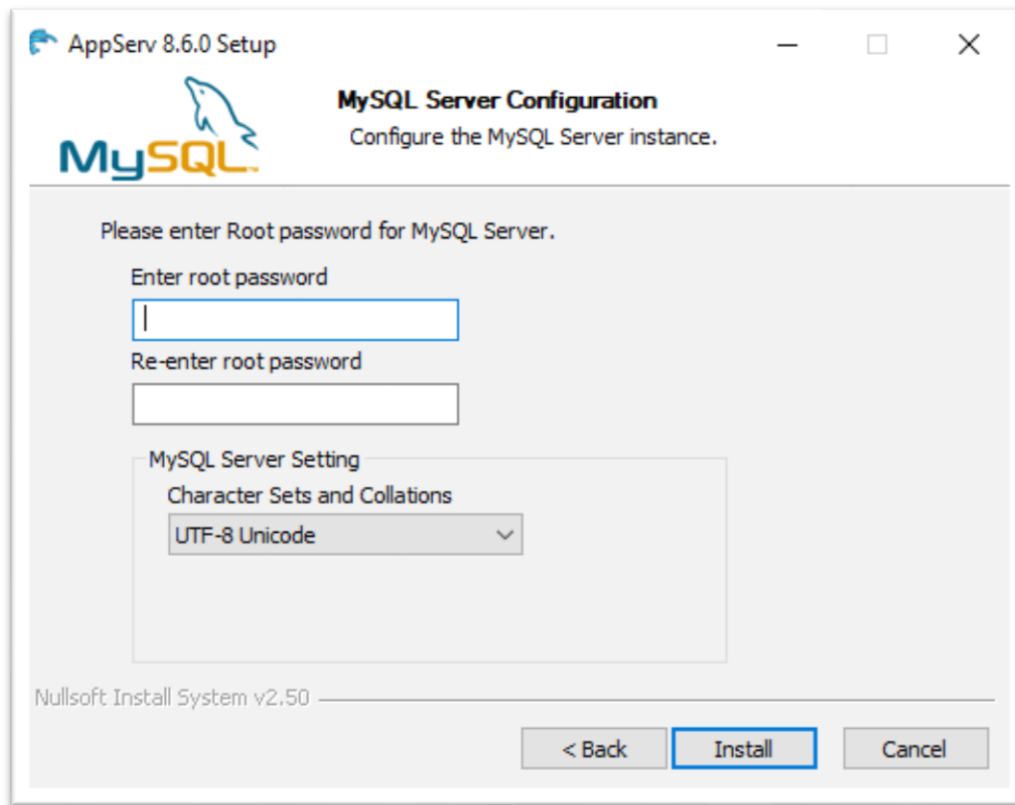 AppServ 8.6.0 Setup
MySQL™
MySQL Server Configuration
Configure the MySQL Server instance.
Please enter Root password for MySQL Server.
Enter root password
Re-enter root password
MySQL Server Setting
Character Sets and Collations
UTF-8 Unicode
Nullsoft Install System v2.50
< Back
Install
Cancel